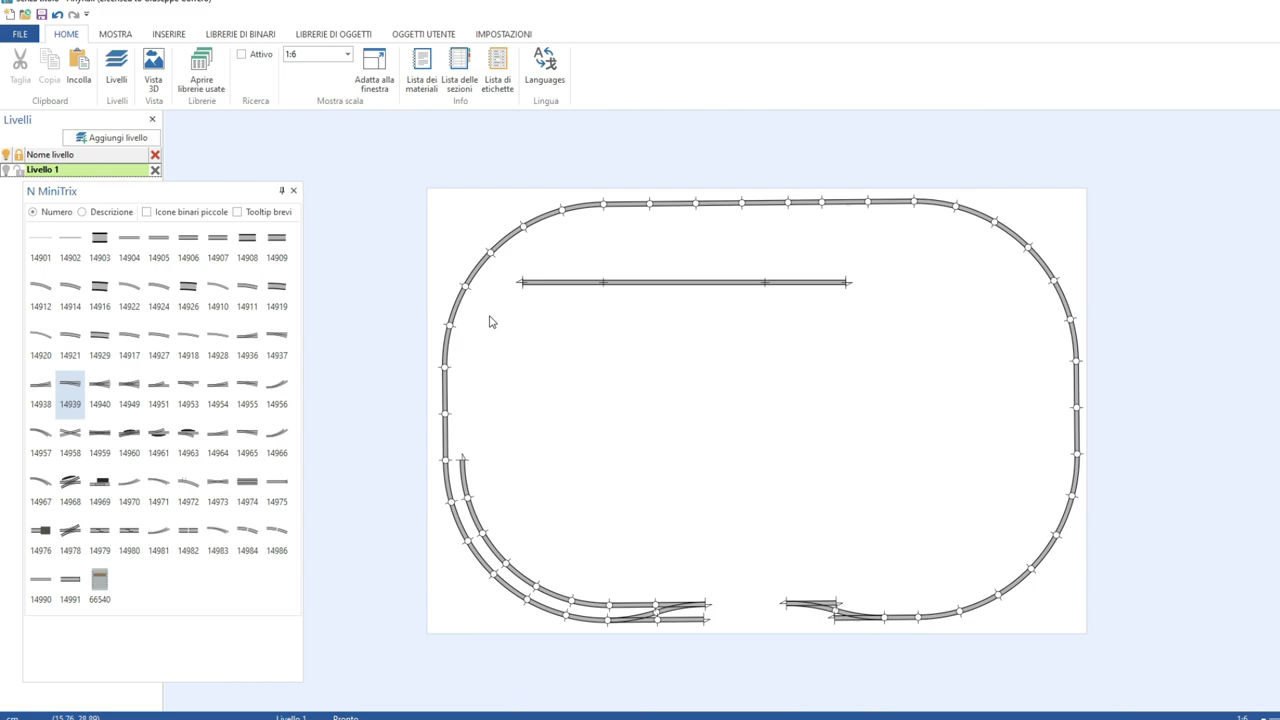 FILE HOME MOSTRA INSERIRE LIBRERIE DI BINARI LIBRERIE DI OGGETTI OGGETTI UTENTE IMPOSTAZIONI
Taglia Copia Incolla Livelli Vista 3D Aprire librerie usate Attivo 1:6 Adatta alla finestra Lista dei materiali Lista delle sezioni Lista di etichette Languages
Clipboard Livelli Vista Librerie Ricerca Mostra scala Info Lingua
Livelli
Aggiungi livello
Nome livello
Livello 1
N MiniTrix
Numero Descrizione Icone binari piccole Tooltip brevi
14901 14902 14903 14904 14905 14906 14907 14908 14909
14912 14914 14916 14922 14924 14926 14910 14911 14919
14920 14921 14929 14917 14927 14918 14928 14936 14937
14938 14939 14940 14949 14951 14953 14954 14955 14956
14957 14958 14959 14960 14961 14963 14964 14965 14966
14967 14968 14969 14970 14971 14972 14973 14974 14975
14976 14978 14979 14980 14981 14982 14983 14984 14986
14990 14991 66540
cm (15.76, 28.89) Livello 1 Pronto 1:6